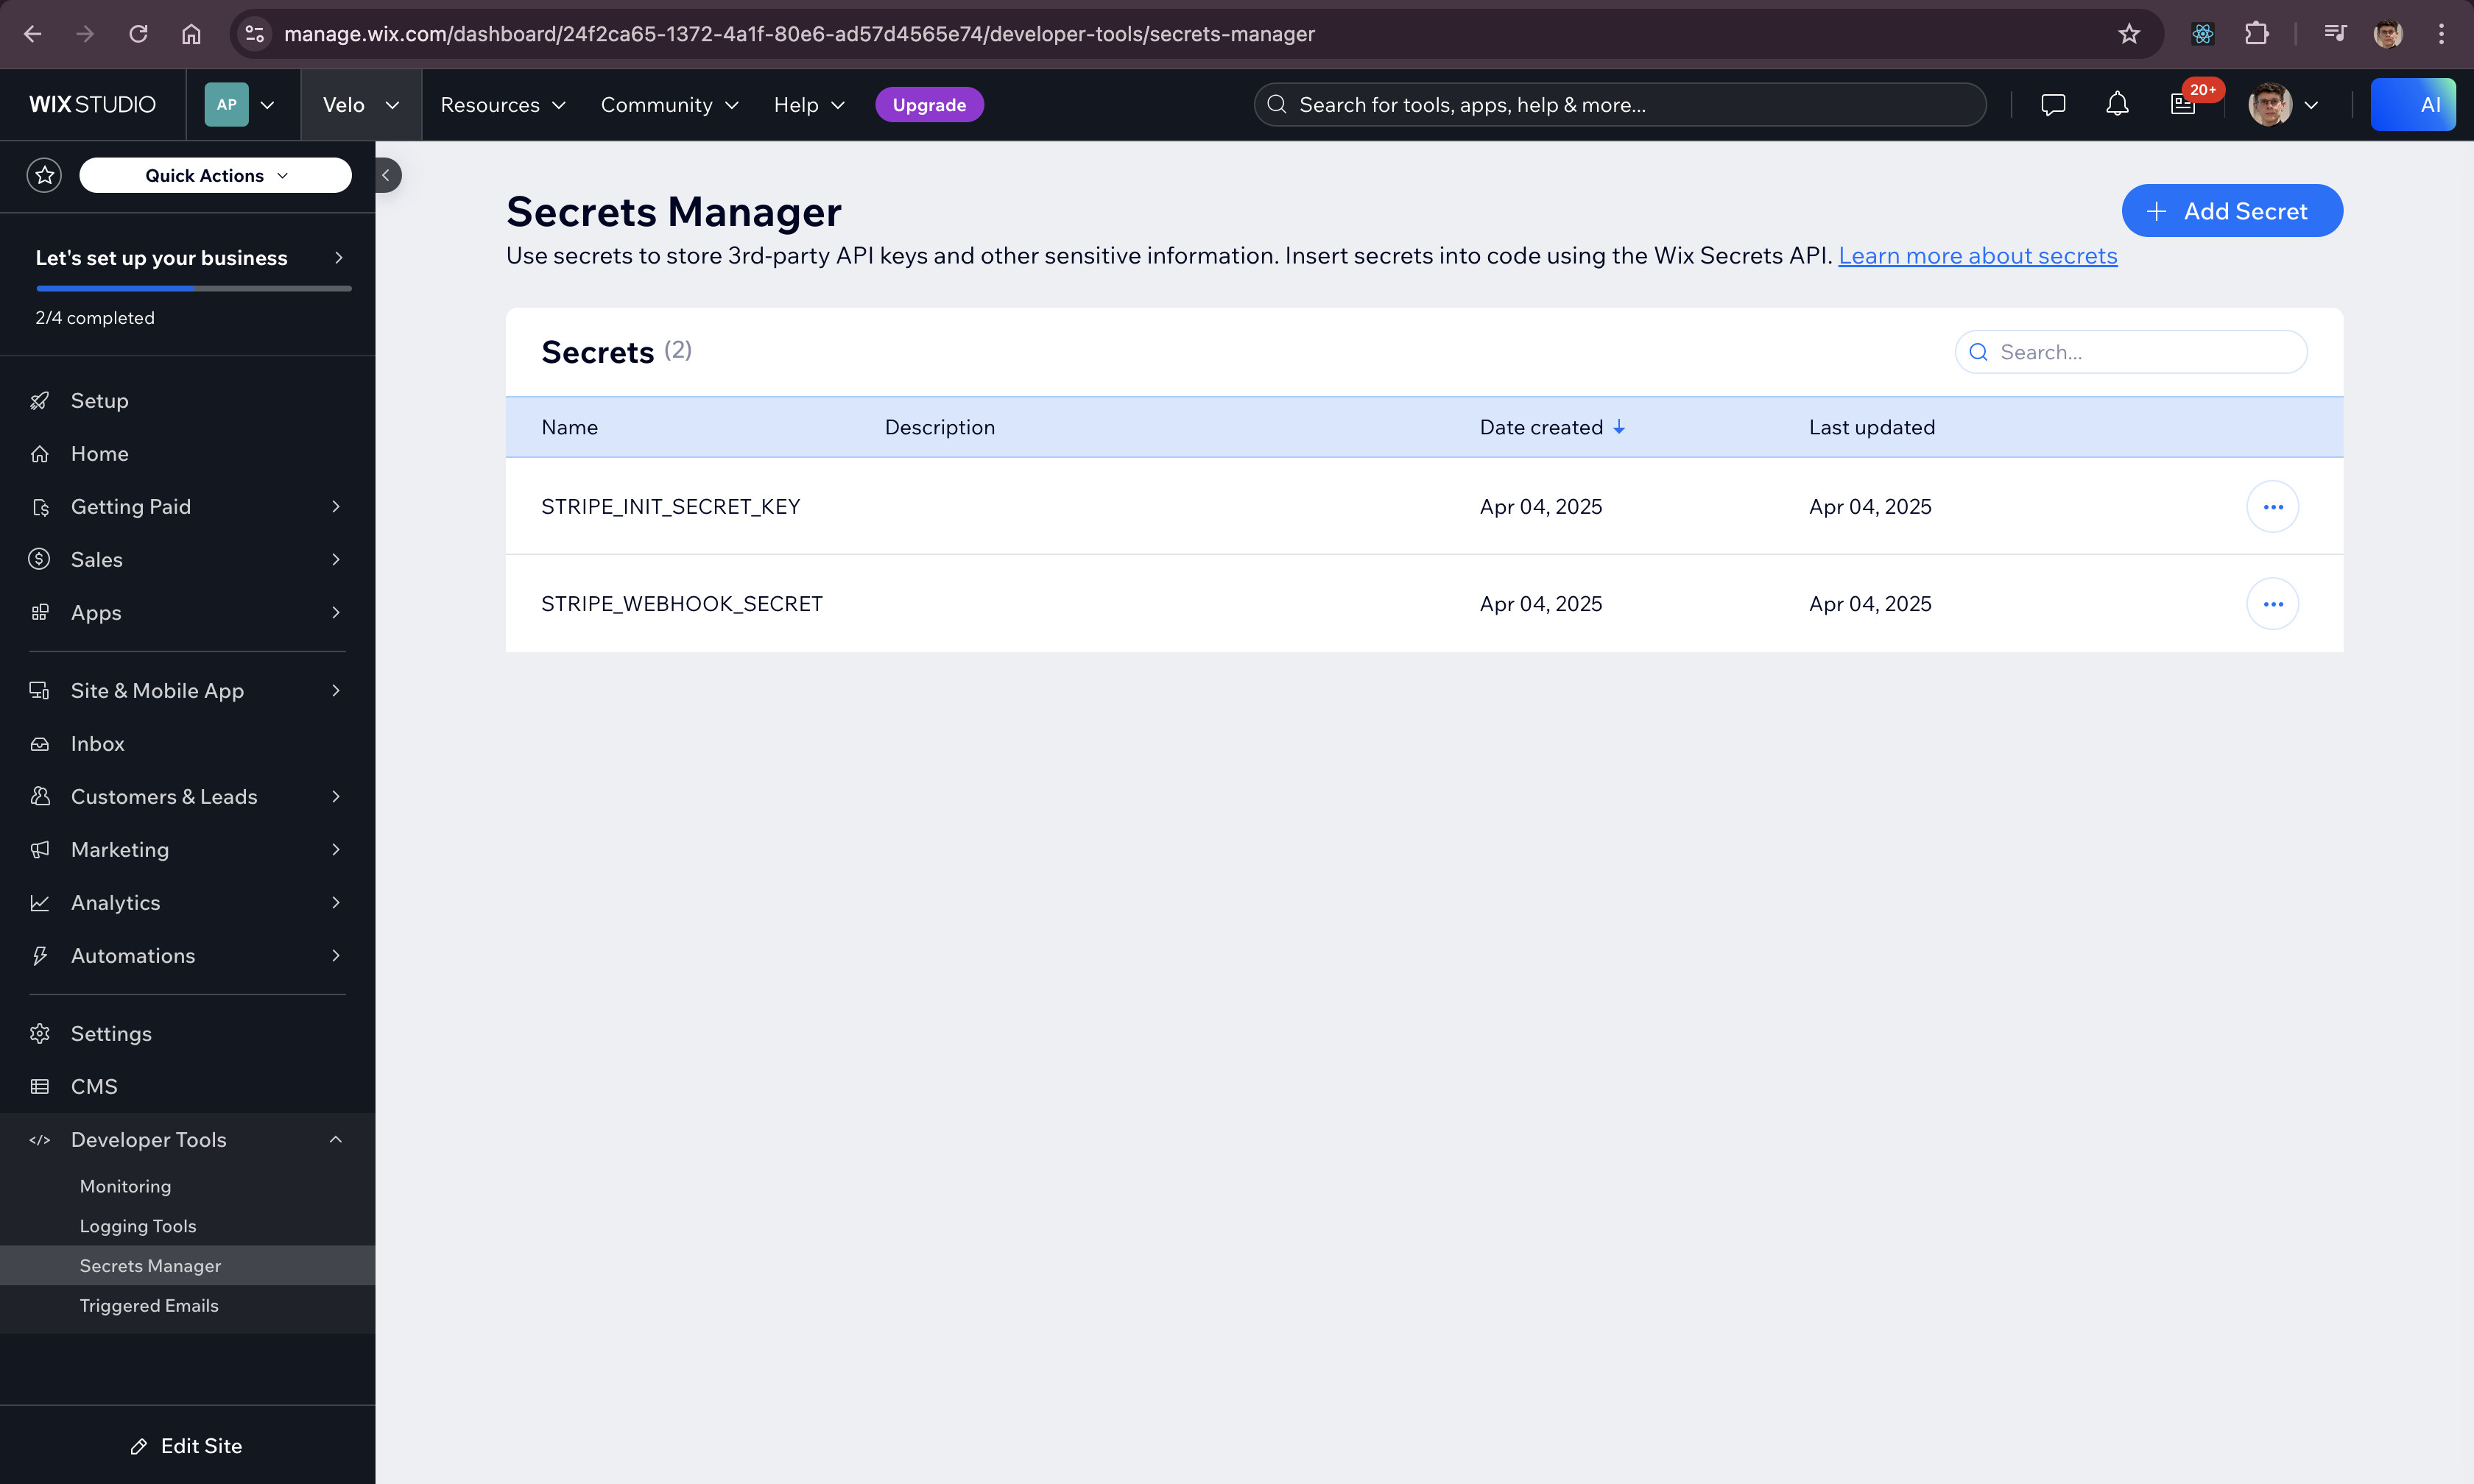 manage.wix.com/dashboard/24f2ca65-1372-4a1f-80e6-ad57d4565e74/developer-tools/secrets-manager
WIX STUDIO
AP
Velo
Resources
Community
Help
Upgrade
Search for tools, apps, help & more...
20+
AI
Quick Actions
Let's set up your business
2/4 completed
Setup
Home
Getting Paid
Sales
Apps
Site & Mobile App
Inbox
Customers & Leads
Marketing
Analytics
Automations
Settings
CMS
Developer Tools
Monitoring
Logging Tools
Secrets Manager
Triggered Emails
Edit Site
Secrets Manager
Add Secret
Use secrets to store 3rd-party API keys and other sensitive information. Insert secrets into code using the Wix Secrets API. Learn more about secrets
Secrets (2)
Search...
Name Description Date created Last updated
STRIPE_INIT_SECRET_KEY Apr 04, 2025 Apr 04, 2025
STRIPE_WEBHOOK_SECRET Apr 04, 2025 Apr 04, 2025